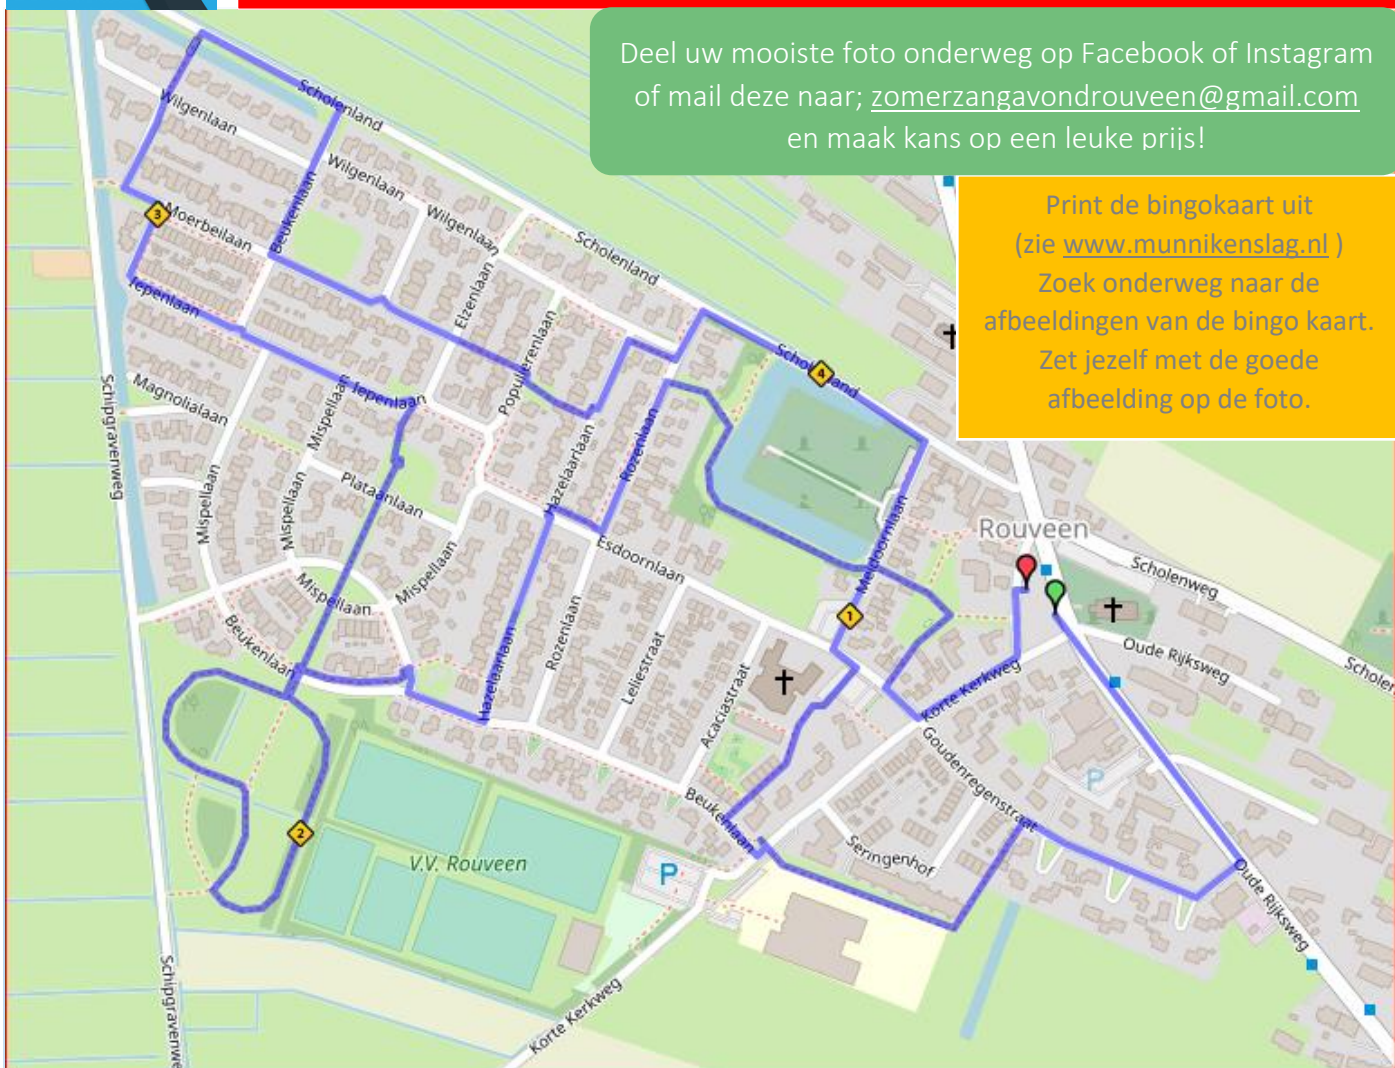 Deel uw mooiste foto onderweg op Facebook of Instagram
of mail deze naar; zomerzangavondrouveen@gmail.com
en maak kans op een leuke prijs!
Print de bingokaart uit
(zie www.munnikenslag.nl )
Zoek onderweg naar de
afbeeldingen van de bingo kaart.
Zet jezelf met de goede
afbeelding op de foto.
Scholenland
Wilgenlaan
Wilgenlaan
Wilgenlaan
Beukenlaan
3
Moerbeilaan
Scholenland
Elzenlaan
Iepenlaan
Populierenlaan
Scholenland
4
Schipgravenweg
Magnolialaan
Mispellaan
Iepenlaan
Hazelaarlaan
Rozenlaan
Plataanlaan
Mispellaan
Mispellaan
Esdoornlaan
Meidoornlaan
Rouveen
Scholenweg
Mispellaan
Mispellaan
1
Beukenlaan
Hazelaarlaan
Rozenlaan
Leliestraat
Acaciastraat
Korte Kerkweg
Oude Rijksweg
Goudenregenstraat
P
Beukenlaan
2
V.V. Rouveen
P
Seringenhof
Oude Rijksweg
Korte Kerkweg